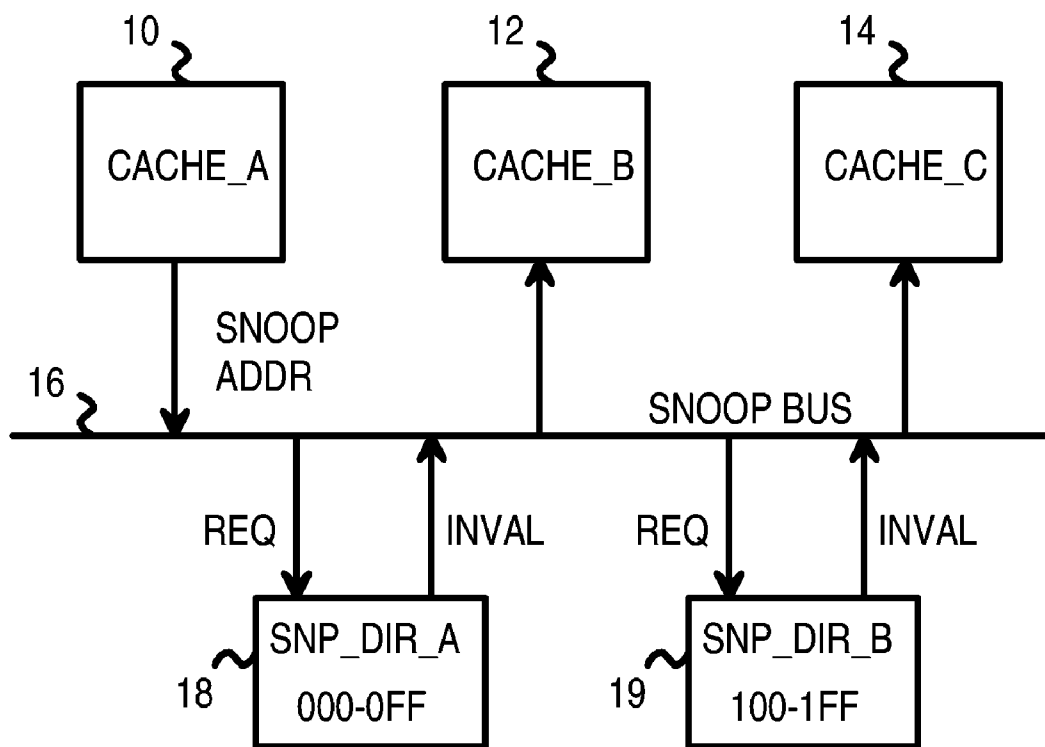 10
12
14
CACHE_A
CACHE_B
CACHE_C
SNOOP
ADDR
16
SNOOP BUS
REQ
INVAL
REQ
INVAL
SNP_DIR_A
000-0FF
SNP_DIR_B
100-1FF
18
19